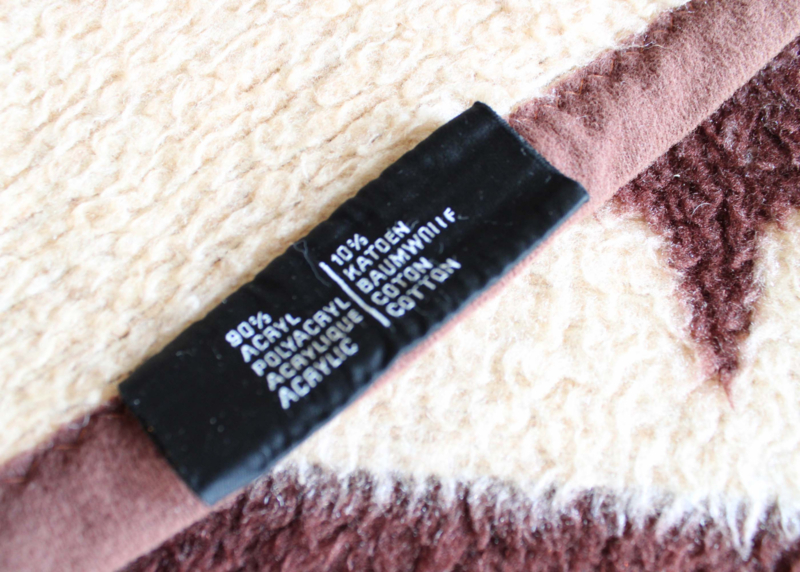 90%
ACRYL
POLYACRYL
ACRYLIQUE
ACRYLIC
10%
KATOEN
BAUMWOLLE
COTON
COTTON